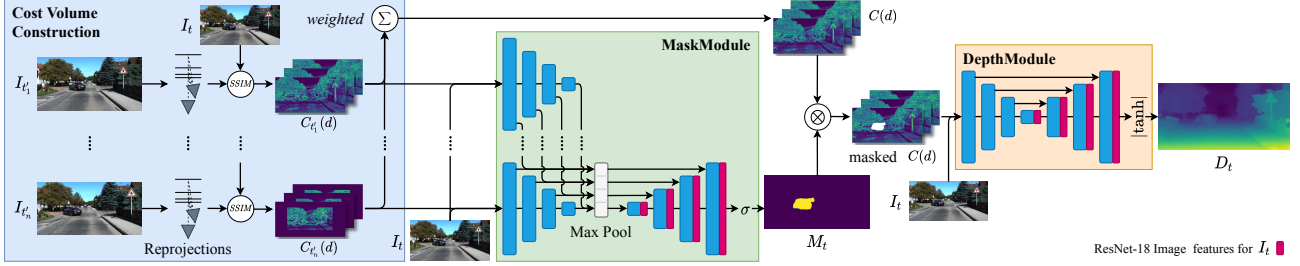 Cost Volume
Construction
I_t
weighted
Σ
I_{t'_1}
SSIM
C_{t'_1}(d)
I_{t'_n}
SSIM
C_{t'_n}(d)
Reprojections
MaskModule
I_t
Max Pool
σ
C(d)
⊗
masked C(d)
M_t
DepthModule
I_t
|tanh|
D_t
ResNet-18 Image features for I_t